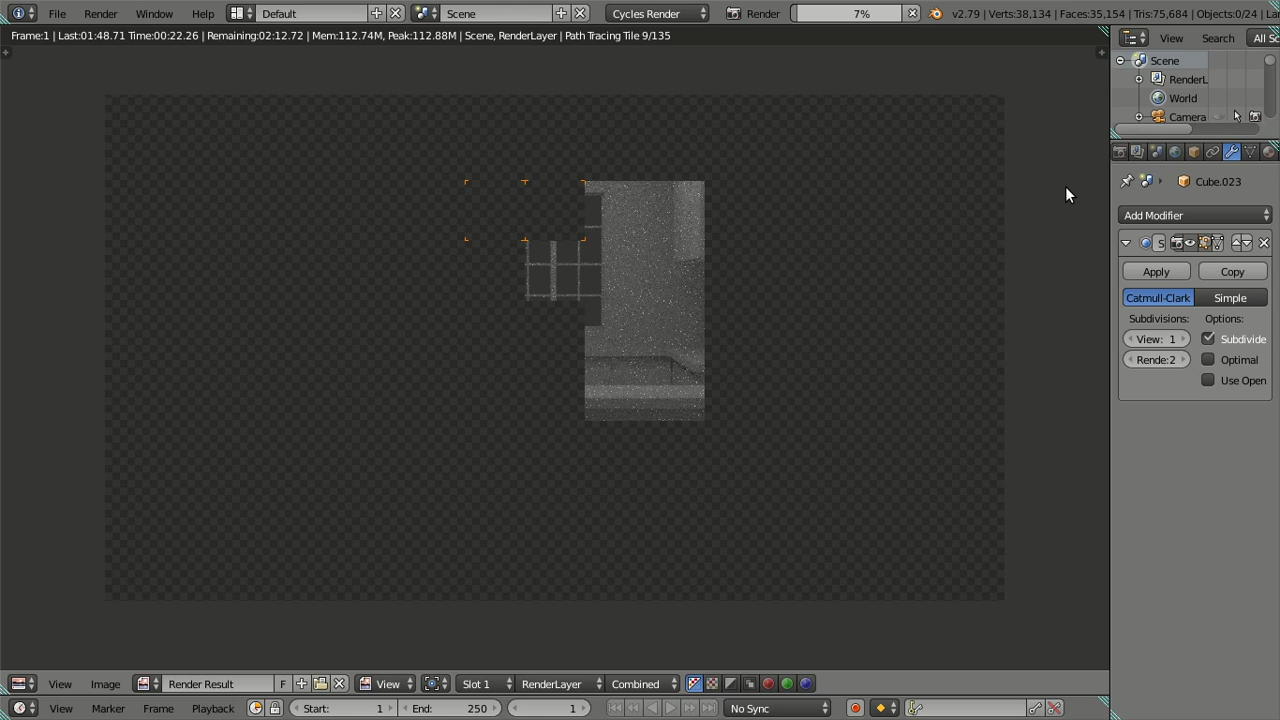 File Render Window Help Default Scene Cycles Render Render 7% v2.79 | Verts:38,134 | Faces:35,154 | Tris:75,684 | Objects:0/24 | La
Frame:1 | Last:01:48.71 Time:00:22.26 | Remaining:02:12.72 | Mem:112.74M, Peak:112.88M | Scene, RenderLayer | Path Tracing Tile 9/135
View Search All Sc
Scene
RenderL
World
Camera
Cube.023
Add Modifier
S
Apply Copy
Catmull-Clark Simple
Subdivisions: Options:
View: 1 Subdivide
Rende:2 Optimal
Use Open
View Image Render Result F View Slot 1 RenderLayer Combined
View Marker Frame Playback Start: 1 End: 250 1 No Sync